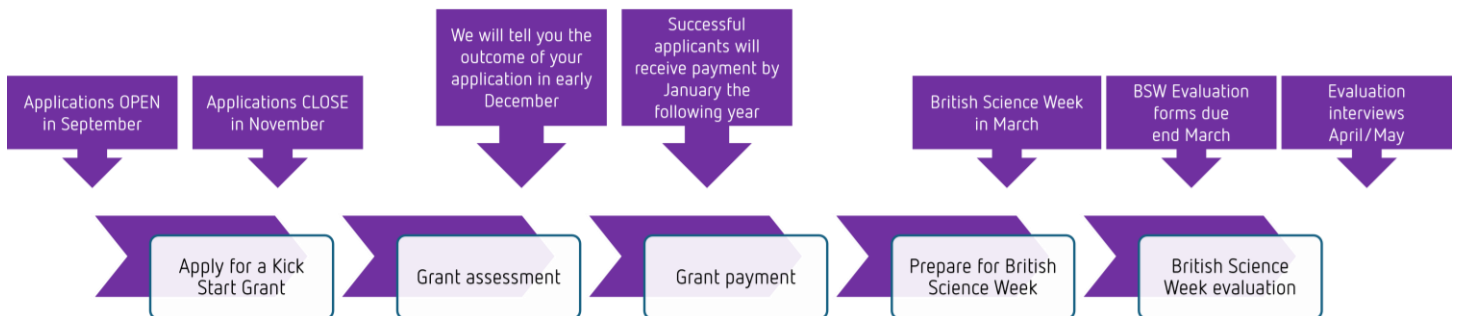 Applications OPEN
in September
Applications CLOSE
in November
We will tell you the
outcome of your
application in early
December
Successful
applicants will
receive payment by
January the
following year
British Science Week
in March
BSW Evaluation
forms due
end March
Evaluation
interviews
April/May
Apply for a Kick
Start Grant
Grant assessment
Grant payment
Prepare for British
Science Week
British Science
Week evaluation